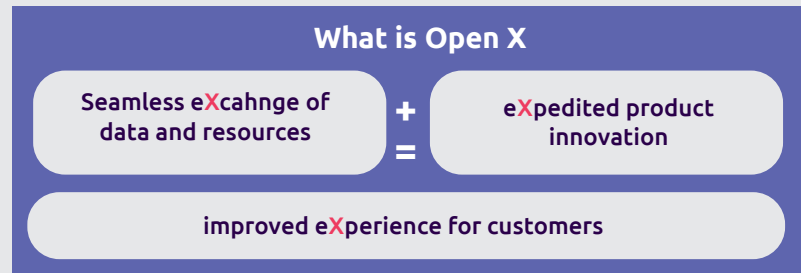 What is Open X
Seamless eXcahnge of
data and resources
+
=
eXpedited product
innovation
improved eXperience for customers